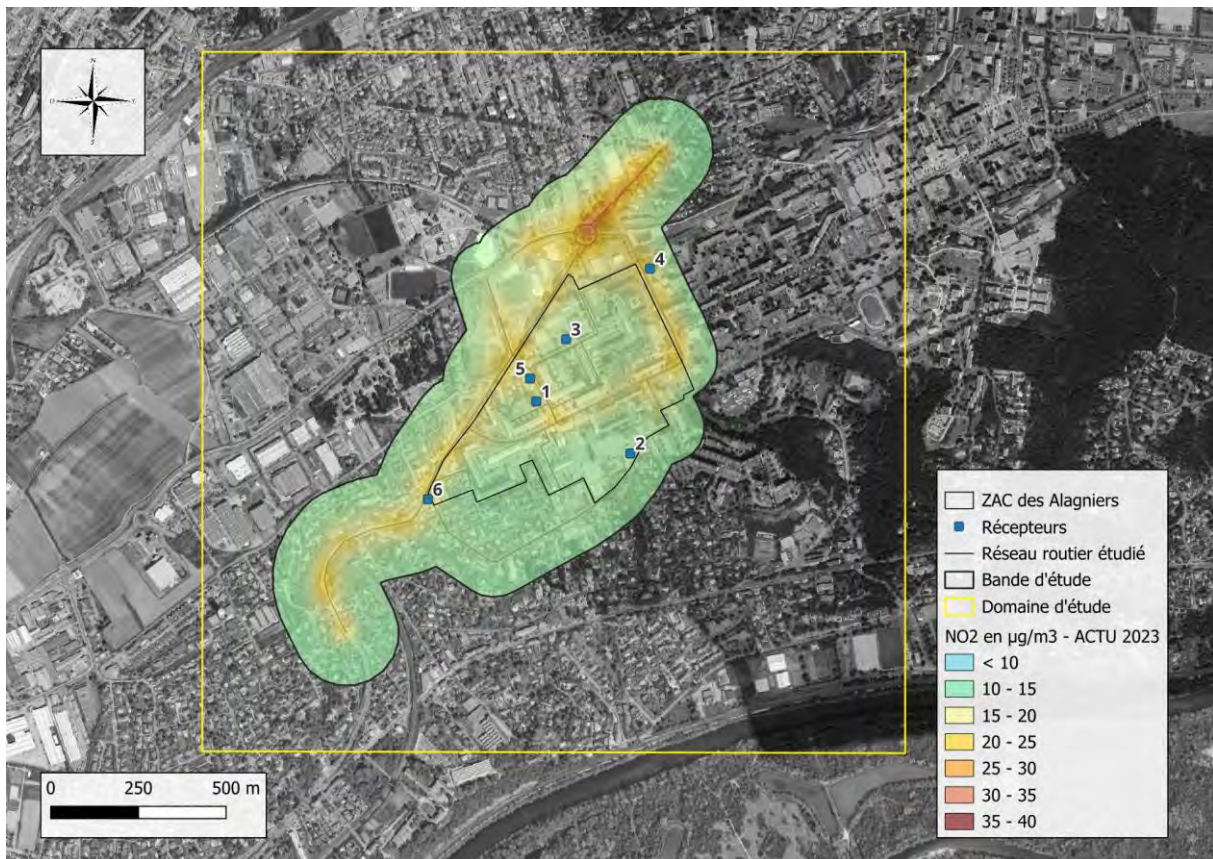 N
O
E
S
4
3
5
1
2
6
ZAC des Alagniers
Récepteurs
Réseau routier étudié
Bande d'étude
Domaine d'étude
NO2 en µg/m3 - ACTU 2023
< 10
10 - 15
15 - 20
20 - 25
25 - 30
30 - 35
35 - 40
0 250 500 m